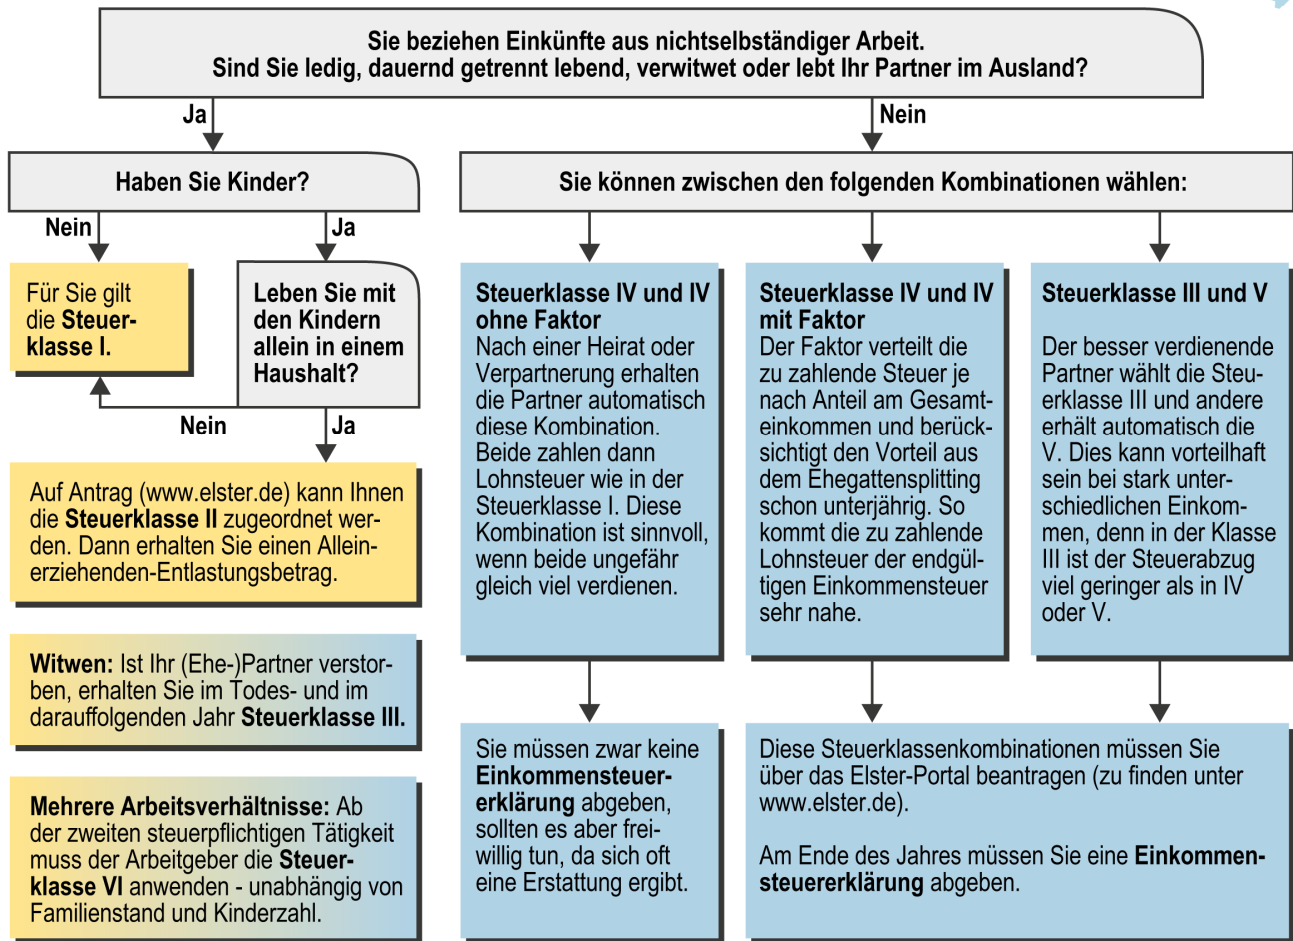 Sie beziehen Einkünfte aus nichtselbständiger Arbeit.
Sind Sie ledig, dauernd getrennt lebend, verwitwet oder lebt Ihr Partner im Ausland?
Ja
Nein
Haben Sie Kinder?
Sie können zwischen den folgenden Kombinationen wählen:
Nein
Ja
Für Sie gilt
die Steuer-
klasse I.
Leben Sie mit
den Kindern
allein in einem
Haushalt?
Nein
Ja
Auf Antrag (www.elster.de) kann Ihnen
die Steuerklasse II zugeordnet wer-
den. Dann erhalten Sie einen Allein-
erziehenden-Entlastungsbetrag.
Witwen: Ist Ihr (Ehe-)Partner verstor-
ben, erhalten Sie im Todes- und im
darauffolgenden Jahr Steuerklasse III.
Mehrere Arbeitsverhältnisse: Ab
der zweiten steuerpflichtigen Tätigkeit
muss der Arbeitgeber die Steuer-
klasse VI anwenden - unabhängig von
Familienstand und Kinderzahl.
Steuerklasse IV und IV
ohne Faktor
Nach einer Heirat oder
Verpartnerung erhalten
die Partner automatisch
diese Kombination.
Beide zahlen dann
Lohnsteuer wie in der
Steuerklasse I. Diese
Kombination ist sinnvoll,
wenn beide ungefähr
gleich viel verdienen.
Sie müssen zwar keine
Einkommensteuer-
erklärung abgeben,
sollten es aber frei-
willig tun, da sich oft
eine Erstattung ergibt.
Steuerklasse IV und IV
mit Faktor
Der Faktor verteilt die
zu zahlende Steuer je
nach Anteil am Gesamt-
einkommen und berück-
sichtigt den Vorteil aus
dem Ehegattensplitting
schon unterjährig. So
kommt die zu zahlende
Lohnsteuer der endgül-
tigen Einkommensteuer
sehr nahe.
Steuerklasse III und V
Der besser verdienende
Partner wählt die Steu-
erklasse III und andere
erhält automatisch die
V. Dies kann vorteilhaft
sein bei stark unter-
schiedlichen Einkom-
men, denn in der Klasse
III ist der Steuerabzug
viel geringer als in IV
oder V.
Diese Steuerklassenkombinationen müssen Sie
über das Elster-Portal beantragen (zu finden unter
www.elster.de).
Am Ende des Jahres müssen Sie eine Einkommen-
steuererklärung abgeben.